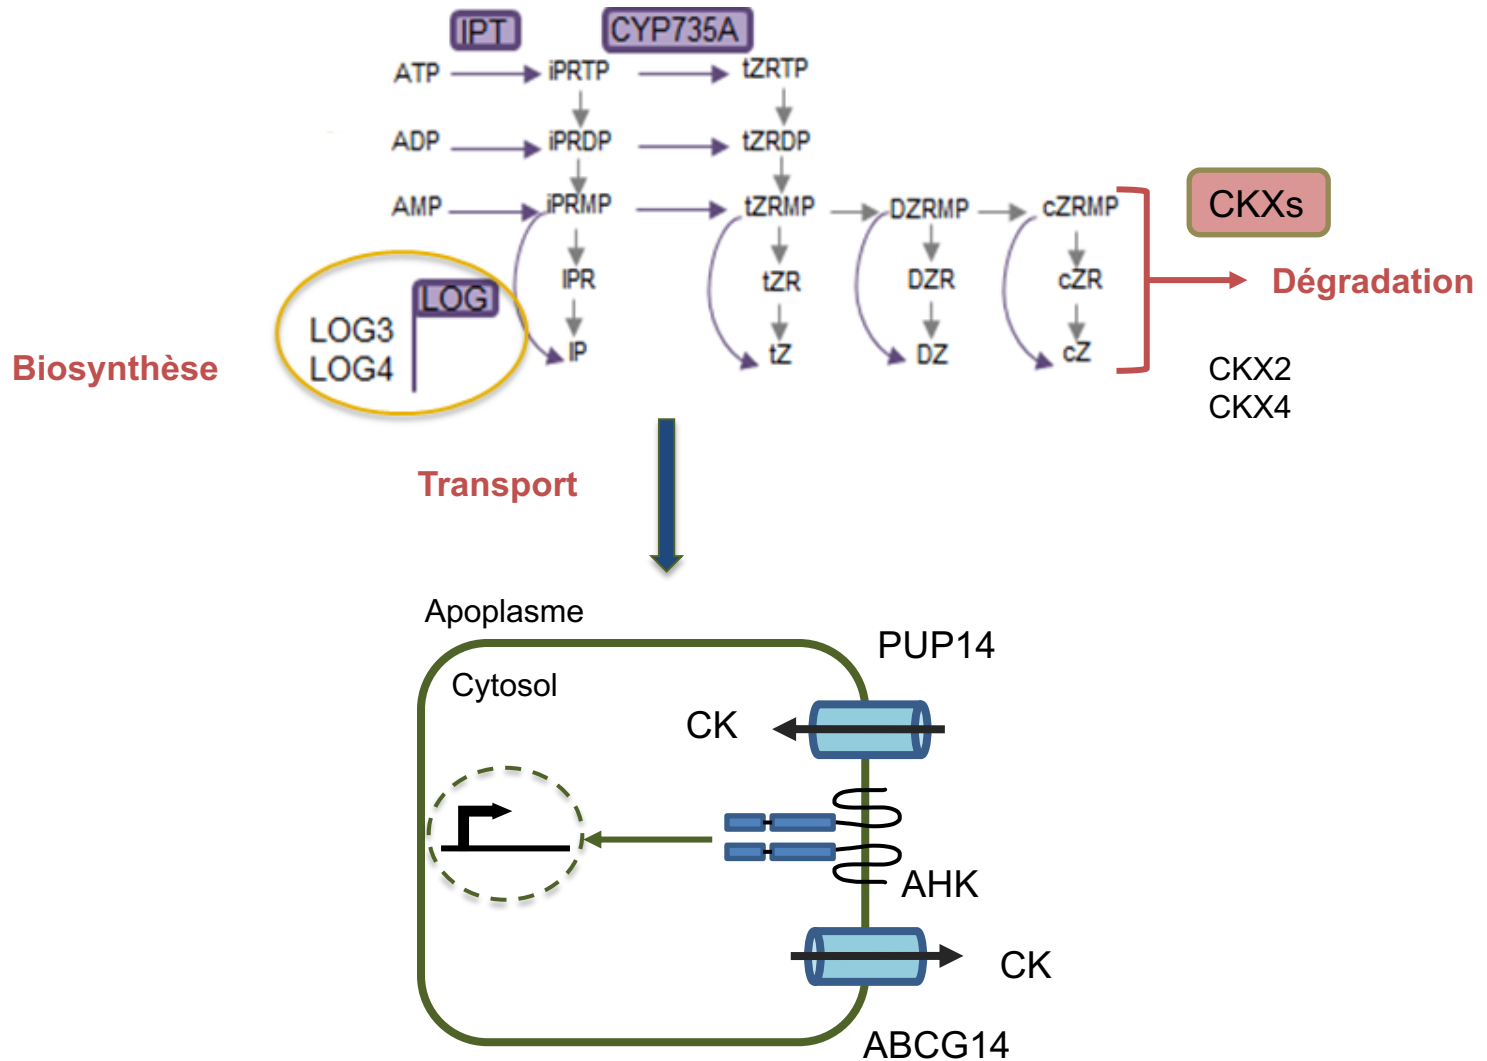 IPT CYP735A
ATP iPRTP tZRTP
ADP iPRDP tZRDP
AMP iPRMP tZRMP DZRMP cZRMP
CKXs
IPR tZR DZR cZR
Dégradation
LOG
LOG3
LOG4
IP tZ DZ cZ
Biosynthèse
CKX2
CKX4
Transport
Apoplasme
PUP14
Cytosol
CK
AHK
CK
ABCG14